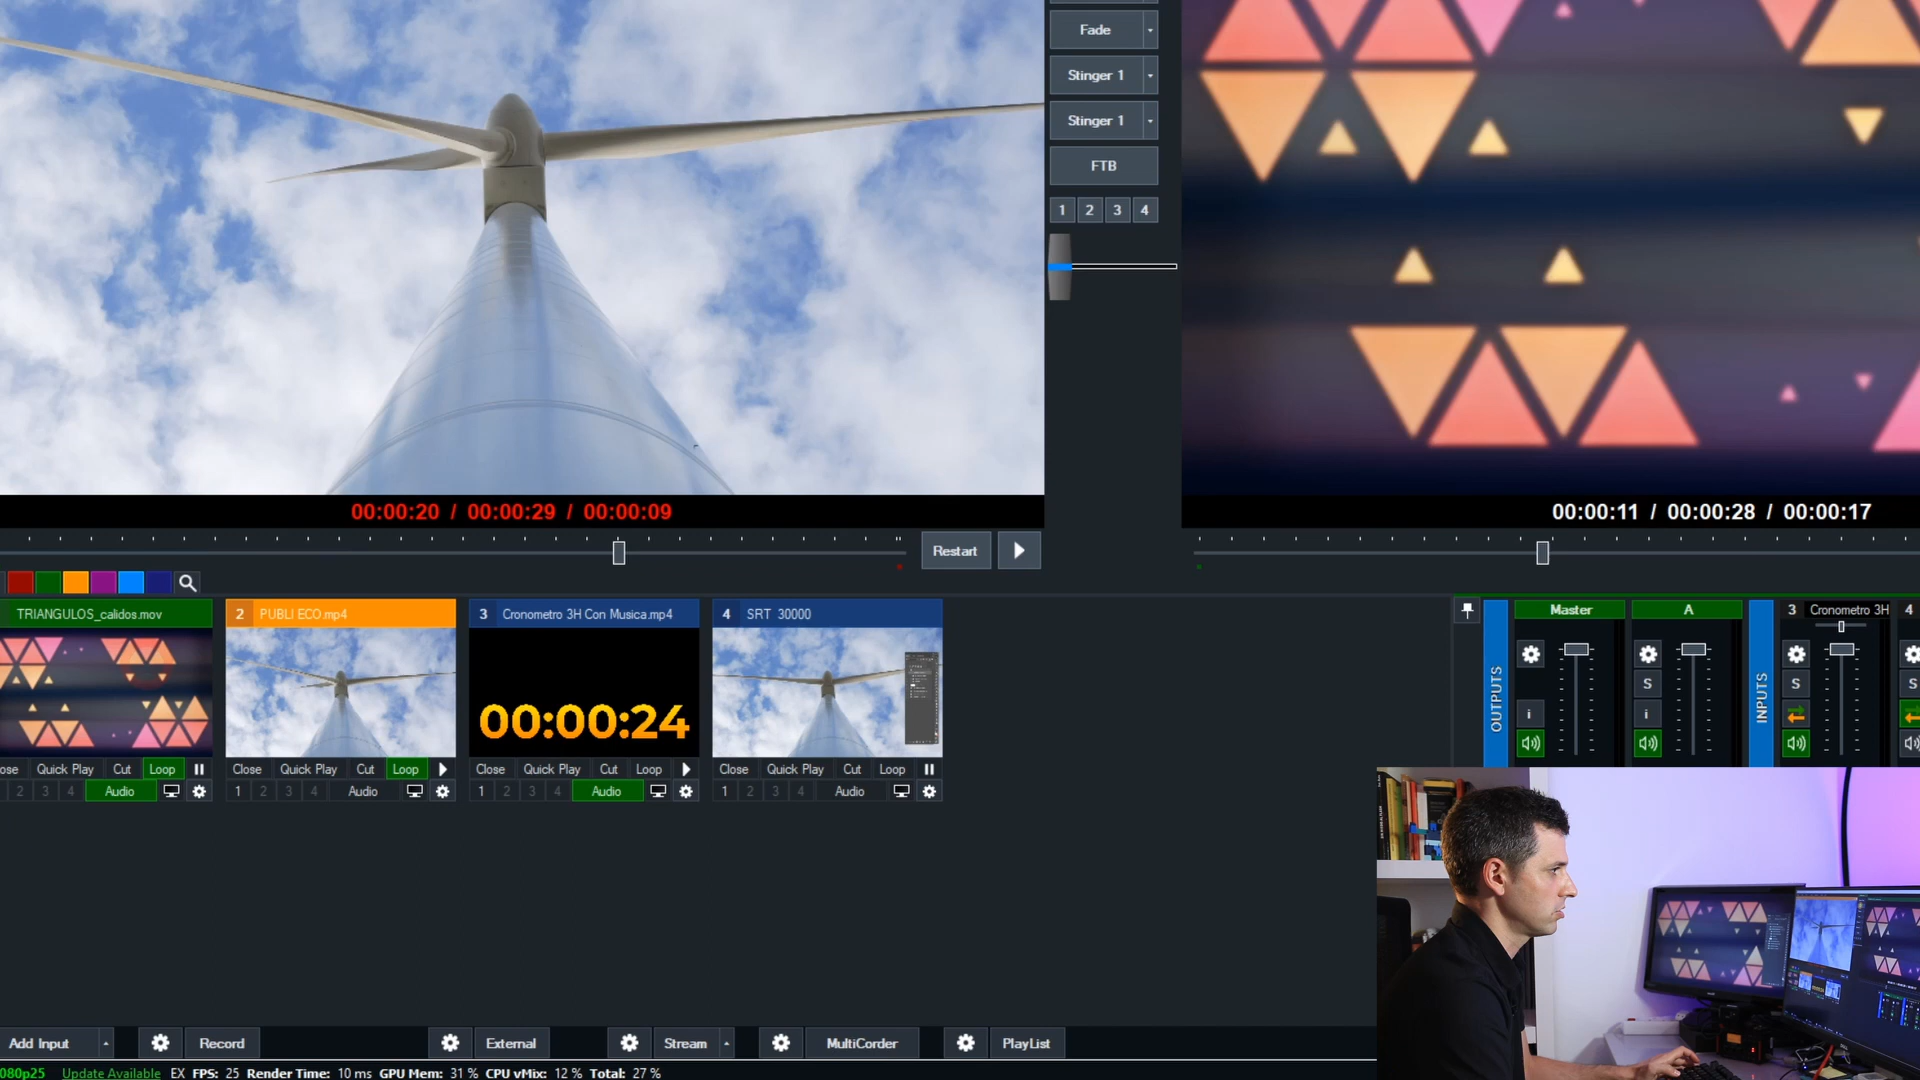 Fade
Stinger 1
Stinger 1
FTB
1 2 3 4
00:00:20 / 00:00:29 / 00:00:09
00:00:11 / 00:00:28 / 00:00:17
Restart
TRIANGULOS_calidos.mov
2 PUBLI ECO.mp4
3 Cronometro 3H Con Musica.mp4
4 SRT 30000
00:00:24
ose Quick Play Cut Loop
Close Quick Play Cut Loop
Close Quick Play Cut Loop
Close Quick Play Cut Loop
2 3 4 Audio
1 2 3 4 Audio
1 2 3 4 Audio
1 2 3 4 Audio
OUTPUTS
Master
A
INPUTS
3 Cronometro 3H
4
S
S
S
i
i
Add Input
Record
External
Stream
MultiCorder
PlayList
080p25 Update Available EX FPS: 25 Render Time: 10 ms GPU Mem: 31 % CPU vMix: 12 % Total: 27 %